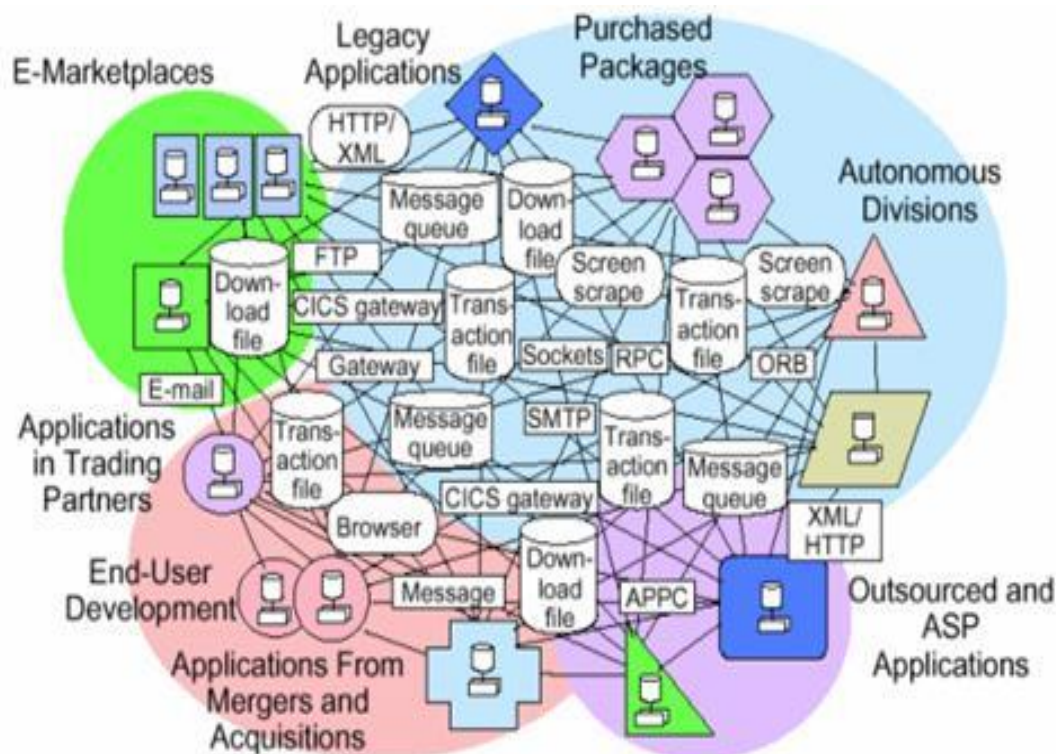 Legacy
Applications
Purchased
Packages
E-Marketplaces
HTTP/
XML
Autonomous
Divisions
Message
queue
Down-
load
file
FTP
Screen
scrape
Screen
scrape
Down-
load
file
CICS gateway
Trans-
action
file
Trans-
action
file
Gateway
Sockets
RPC
ORB
E-mail
Applications
in Trading
Partners
Trans-
action
file
Message
queue
SMTP
Trans-
action
file
Message
queue
CICS gateway
Browser
XML/
HTTP
End-User
Development
Message
Down-
load
file
APPC
Outsourced and
ASP
Applications
Applications From
Mergers and
Acquisitions